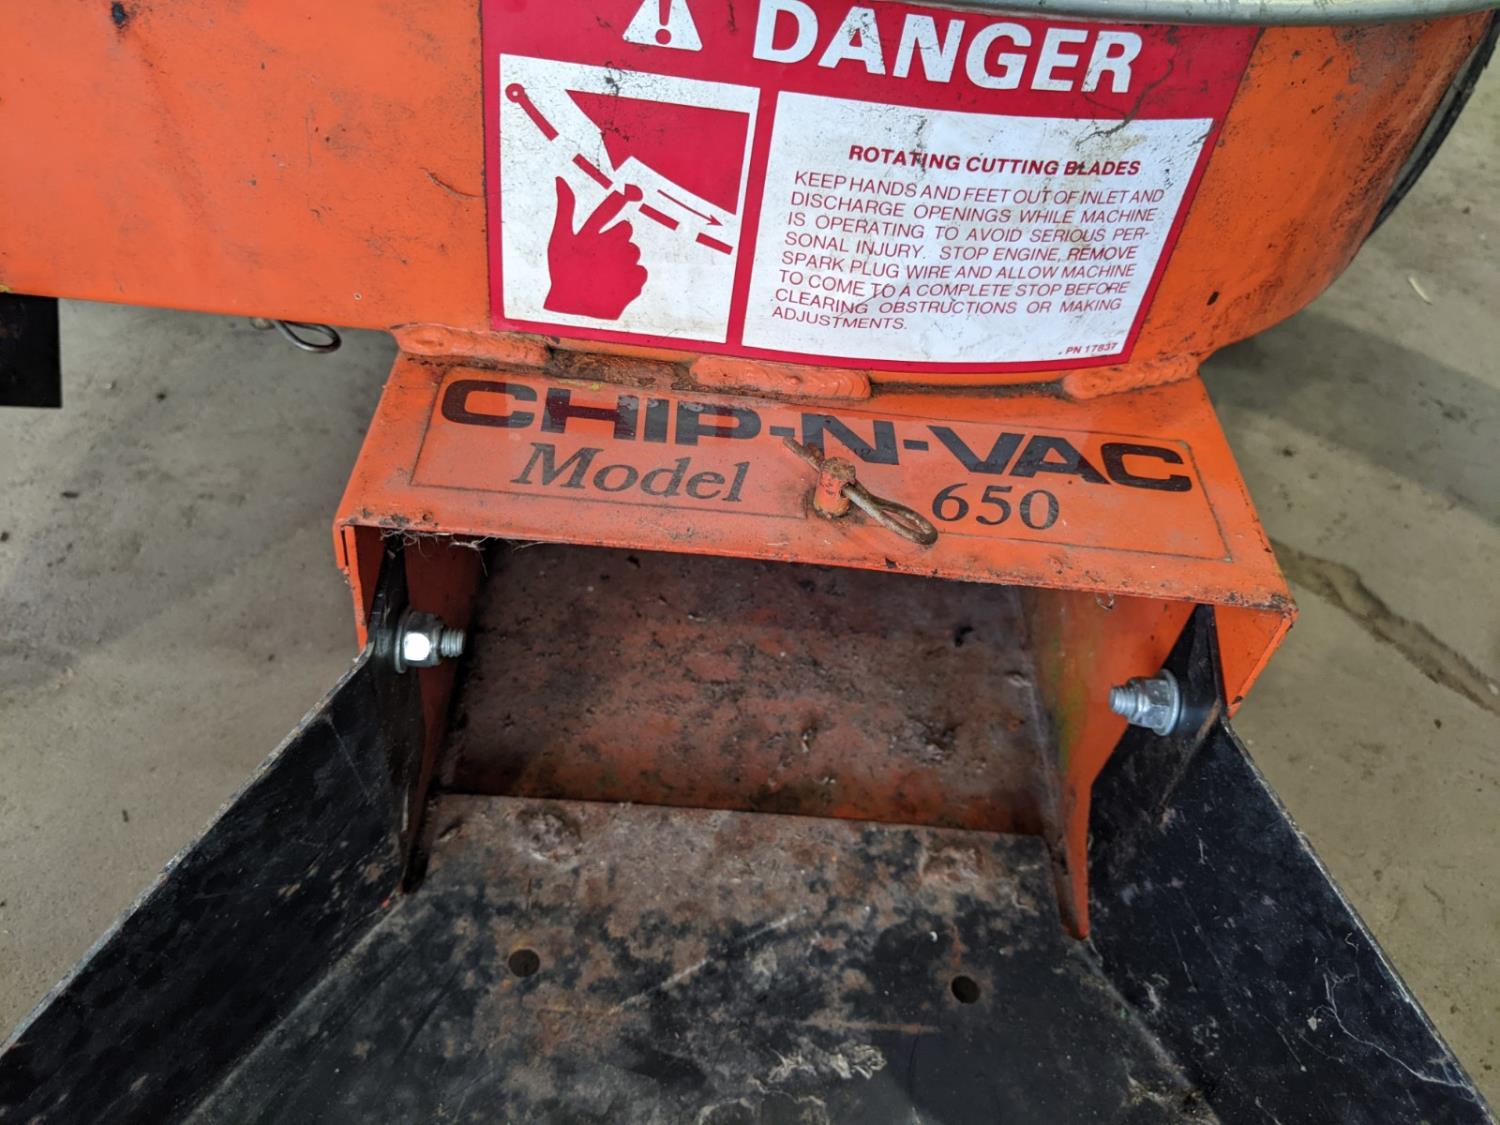 DANGER
ROTATING CUTTING BLADES
KEEP HANDS AND FEET OUT OF INLET AND
DISCHARGE OPENINGS WHILE MACHINE
IS OPERATING TO AVOID SERIOUS PER-
SONAL INJURY. STOP ENGINE, REMOVE
SPARK PLUG WIRE AND ALLOW MACHINE
TO COME TO A COMPLETE STOP BEFORE
CLEARING OBSTRUCTIONS OR MAKING
ADJUSTMENTS.
PN 17837
CHIP-N-VAC
Model 650